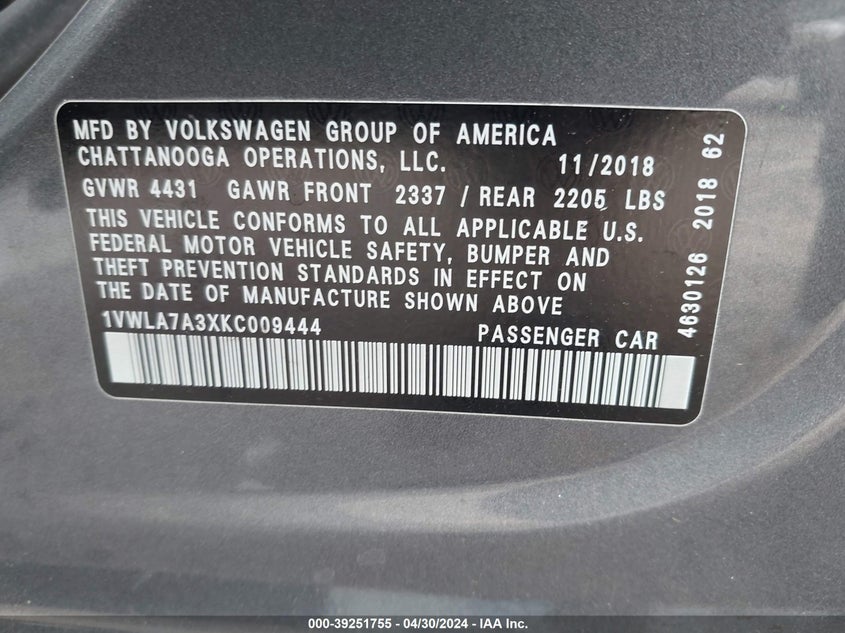 MFD BY VOLKSWAGEN GROUP OF AMERICA
CHATTANOOGA OPERATIONS, LLC. 11/2018
GVWR 4431 GAWR FRONT 2337 / REAR 2205 LBS
THIS VEHICLE CONFORMS TO ALL APPLICABLE U.S.
FEDERAL MOTOR VEHICLE SAFETY, BUMPER AND
THEFT PREVENTION STANDARDS IN EFFECT ON
THE DATE OF MANUFACTURE SHOWN ABOVE
1VWLA7A3XKC009444 PASSENGER CAR
4630126 2018 62
000-39251755 - 04/30/2024 - IAA Inc.